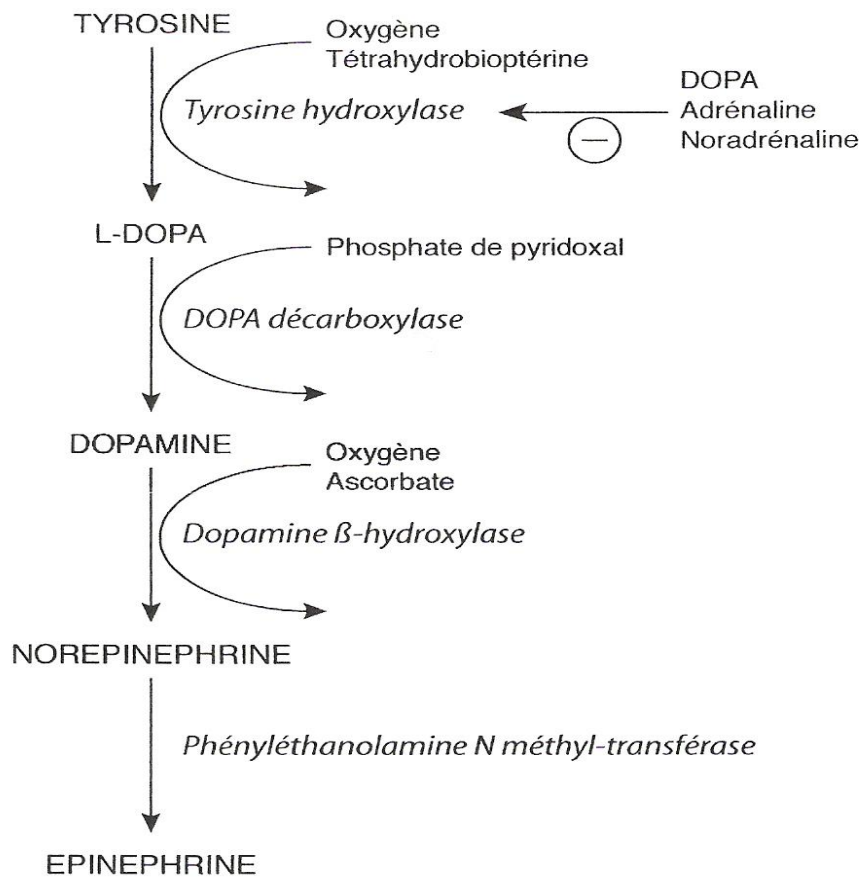 TYROSINE
Oxygène
Tétrahydrobioptérine
Tyrosine hydroxylase
DOPA
Adrénaline
Noradrénaline
−
L-DOPA
Phosphate de pyridoxal
DOPA décarboxylase
DOPAMINE
Oxygène
Ascorbate
Dopamine ß-hydroxylase
NOREPINEPHRINE
Phényléthanolamine N méthyl-transférase
EPINEPHRINE